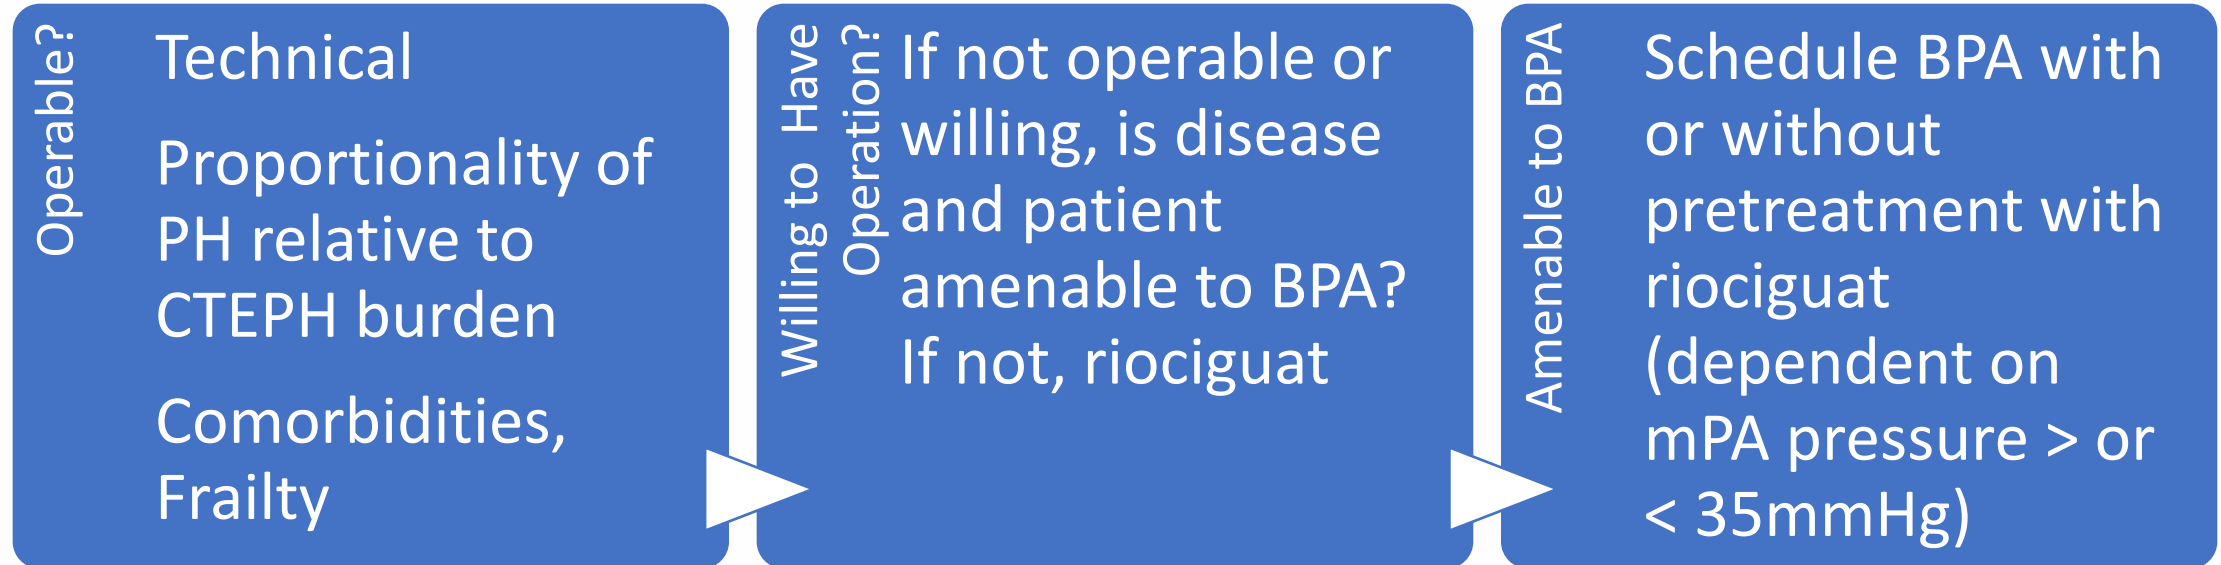 Operable?
Technical
Proportionality of
PH relative to
CTEPH burden
Comorbidities,
Frailty
Willing to Have
Operation?
If not operable or
willing, is disease
and patient
amenable to BPA?
If not, riociguat
Amenable to BPA
Schedule BPA with
or without
pretreatment with
riociguat
(dependent on
mPA pressure > or
< 35mmHg)